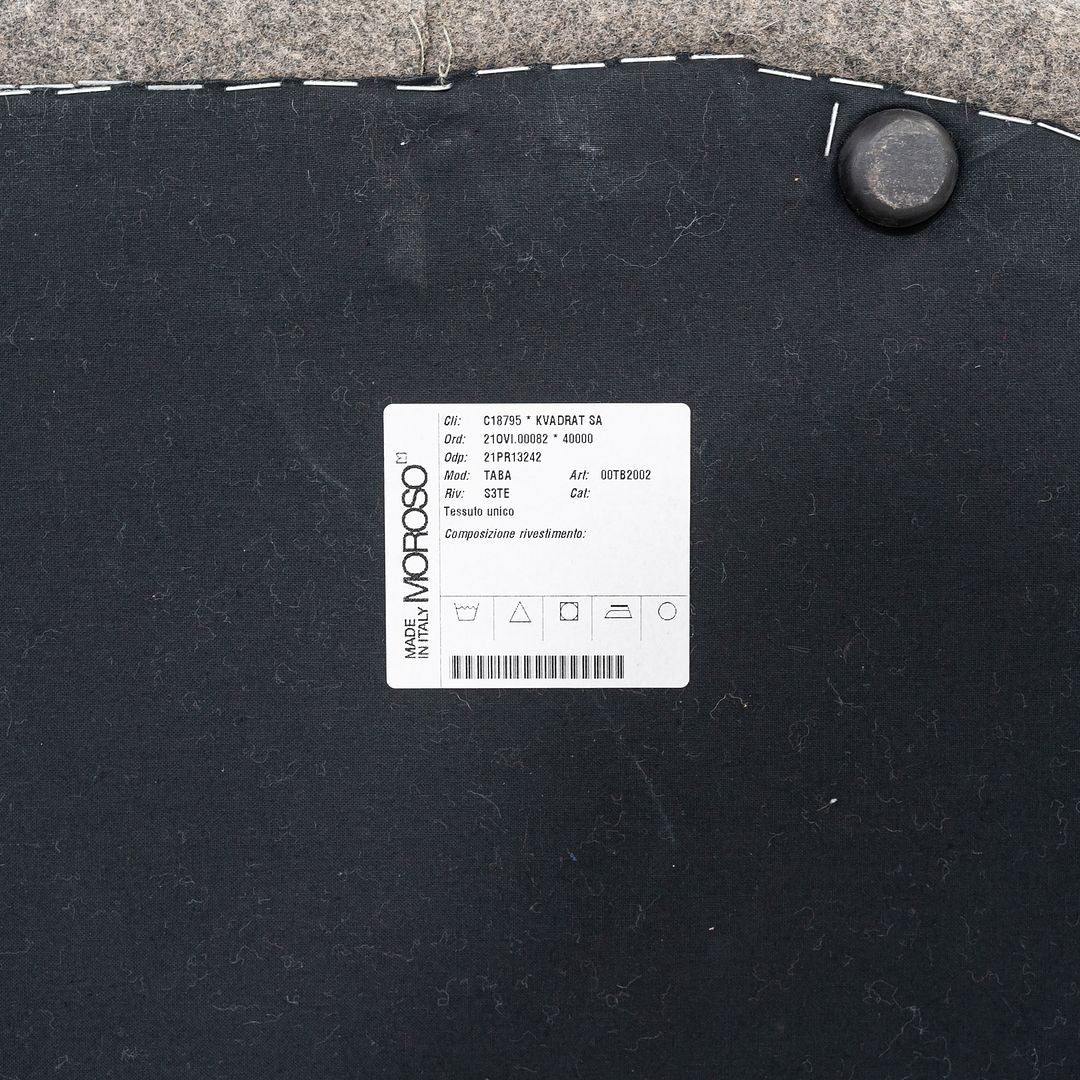 Cli: C18795 * KVADRAT SA
Ord: 21OVI.00082 * 40000
Odp: 21PR13242
Mod: TABA Art: 00TB2002
Riv: S3TE Cat:
Tessuto unico
Composizione rivestimento:
MOROSO
MADE
IN ITALY